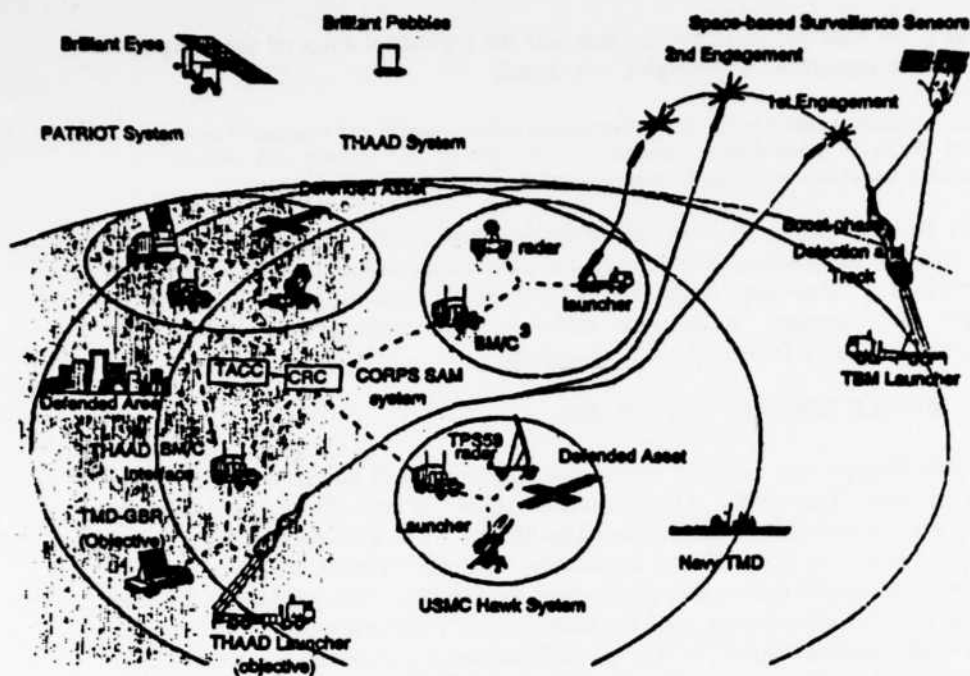 Brilliant Eyes
Brilliant Pebbles
Space-based Surveillance Sensors
2nd Engagement
1st Engagement
PATRIOT System
THAAD System
Defended Asset
radar
launcher
BM/C³
Boost-phase
Detection and
Track
TBM Launcher
TACC
CRC
CORPS SAM
system
Defended Area
THAAD BM/C
Interface
TMD-GBR
(Objective)
TPS59
radar
Defended Asset
Launcher
Navy TMD
USMC Hawk System
THAAD Launcher
(objective)